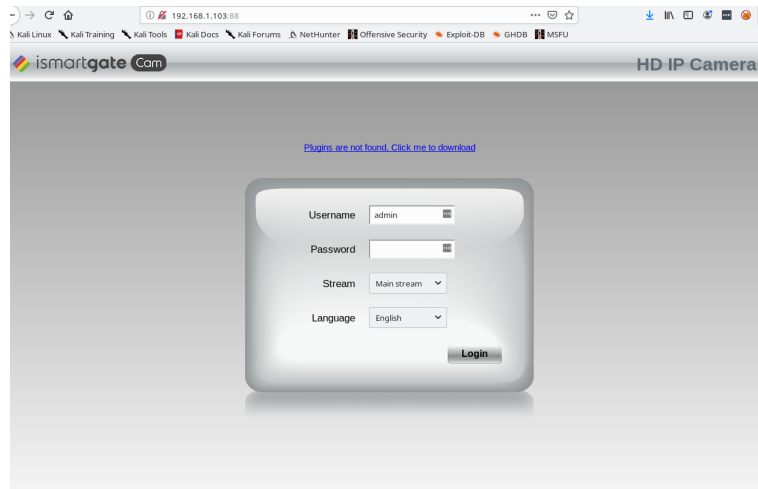 192.168.1.103:88
Kali Linux Kali Training Kali Tools Kali Docs Kali Forums NetHunter Offensive Security Exploit-DB GHDB MSFU
ismartgate Cam HD IP Camera
Plugins are not found. Click me to download
Username admin
Password
Stream Main stream
Language English
Login